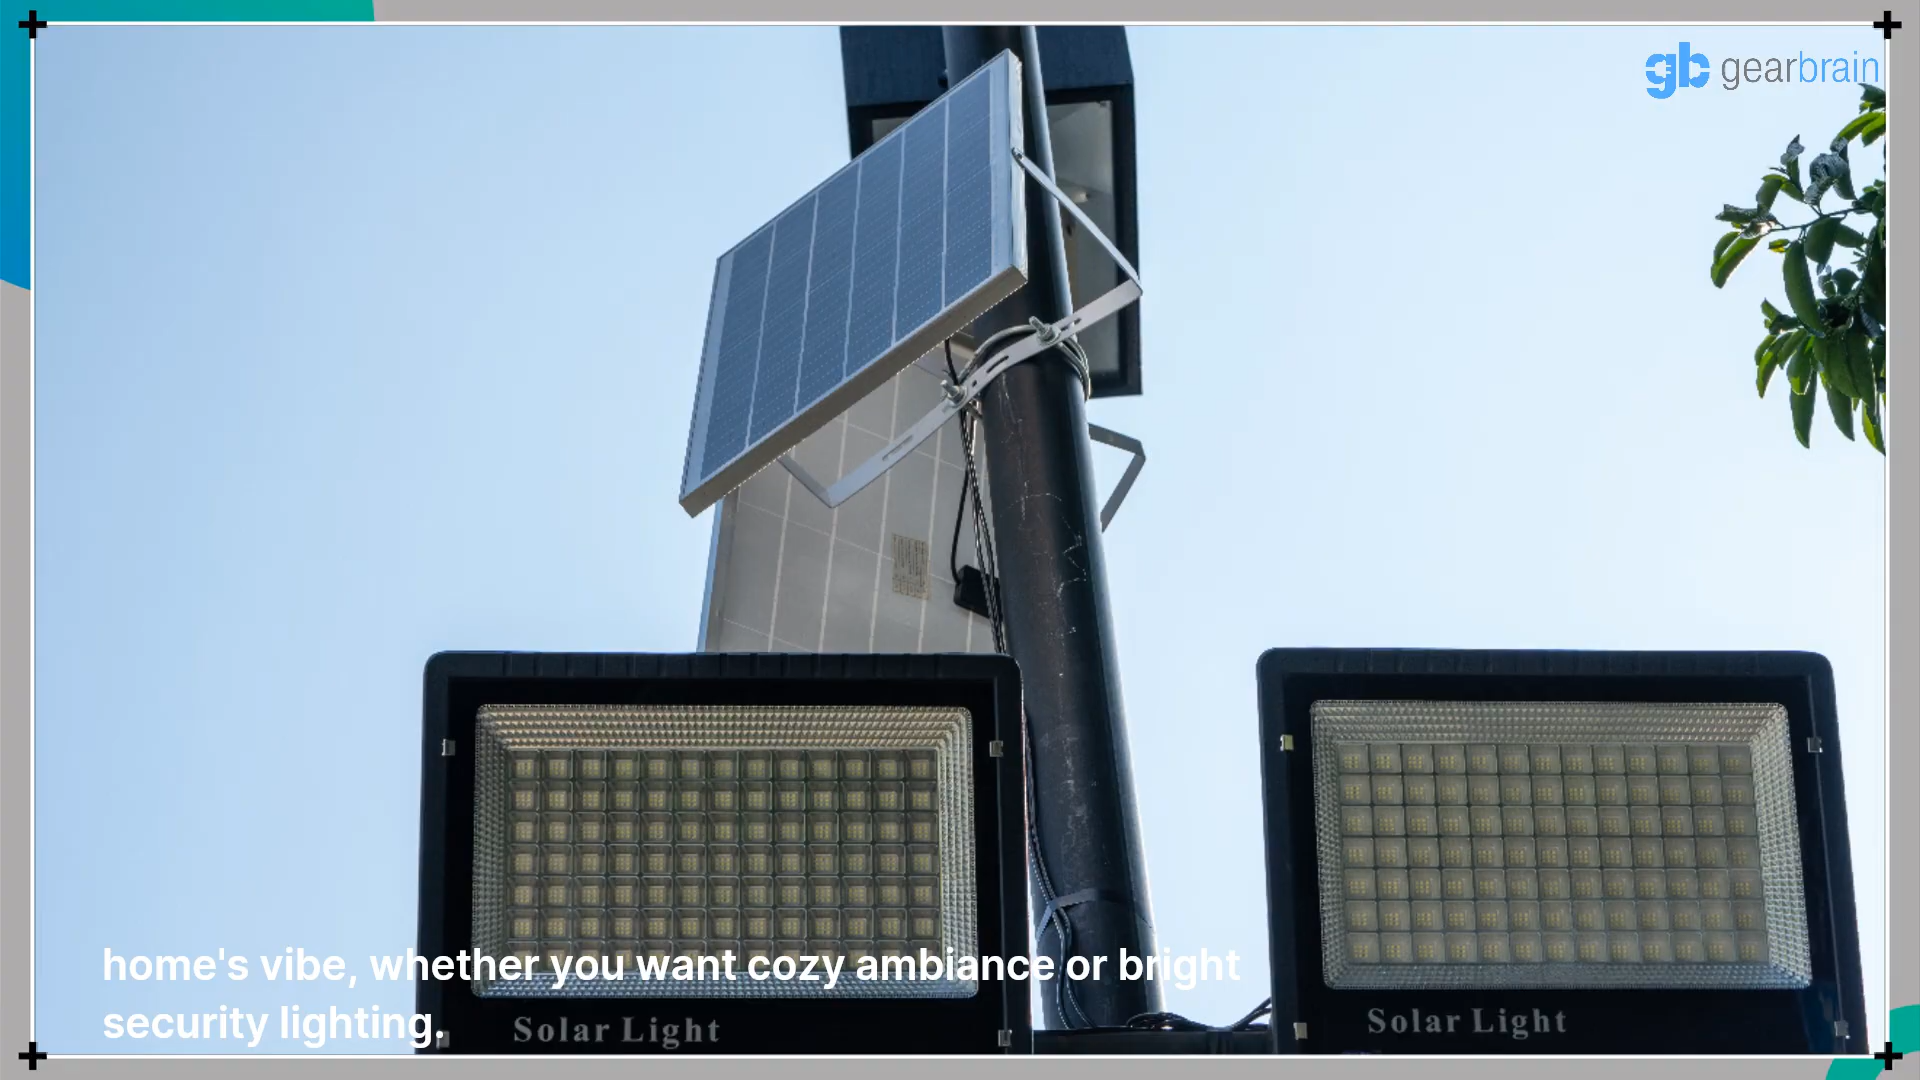 gb gearbrain
home's vibe, whether you want cozy ambiance or bright
security lighting.
Solar Light
Solar Light